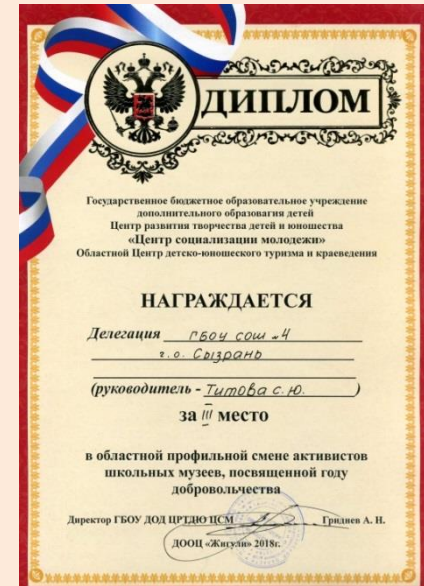 ДИПЛОМ
Государственное бюджетное образовательное учреждение
дополнительного образования детей
Центр развития творчества детей и юношества
«Центр социализации молодежи»
Областной Центр детско-юношеского туризма и краеведения
НАГРАЖДАЕТСЯ
Делегация ГБОУ СОШ №4
г.о. Сызрань
(руководитель - Титова С.Ю.)
за III место
в областной профильной смене активистов
школьных музеев, посвященной году
добровольчества
Директор ГБОУ ДОД ЦРТДЮ ЦСМ Гриднев А. Н.
ДООЦ «Жигули» 2018г.